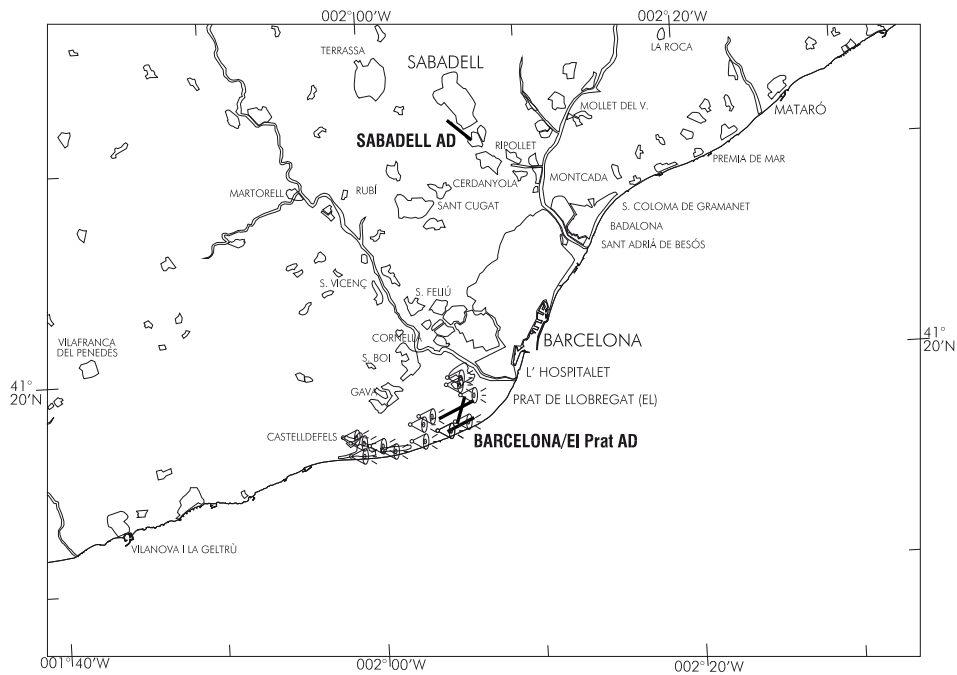 002° 00'W
002° 20'W
LA ROCA
TERRASSA
SABADELL
MOLLET DEL V.
MATARÓ
SABADELL AD
RIPOLLET
PREMIA DE MAR
MONTCADA
CERDANYOLA
MARTORELL
RUBÍ
SANT CUGAT
S. COLOMA DE GRAMANET
BADALONA
SANT ADRIÁ DE BESÓS
S. VICENÇ
S. FELIÚ
CORNELLA
BARCELONA
41°
20'N
VILAFRANCA
DEL PENEDÉS
S. BOI
L' HOSPITALET
41°
20'N
GAVA
PRAT DE LLOBREGAT (EL)
CASTELLDEFELS
BARCELONA/El Prat AD
VILANOVA I LA GELTRÙ
001° 40'W
002° 00'W
002° 20'W